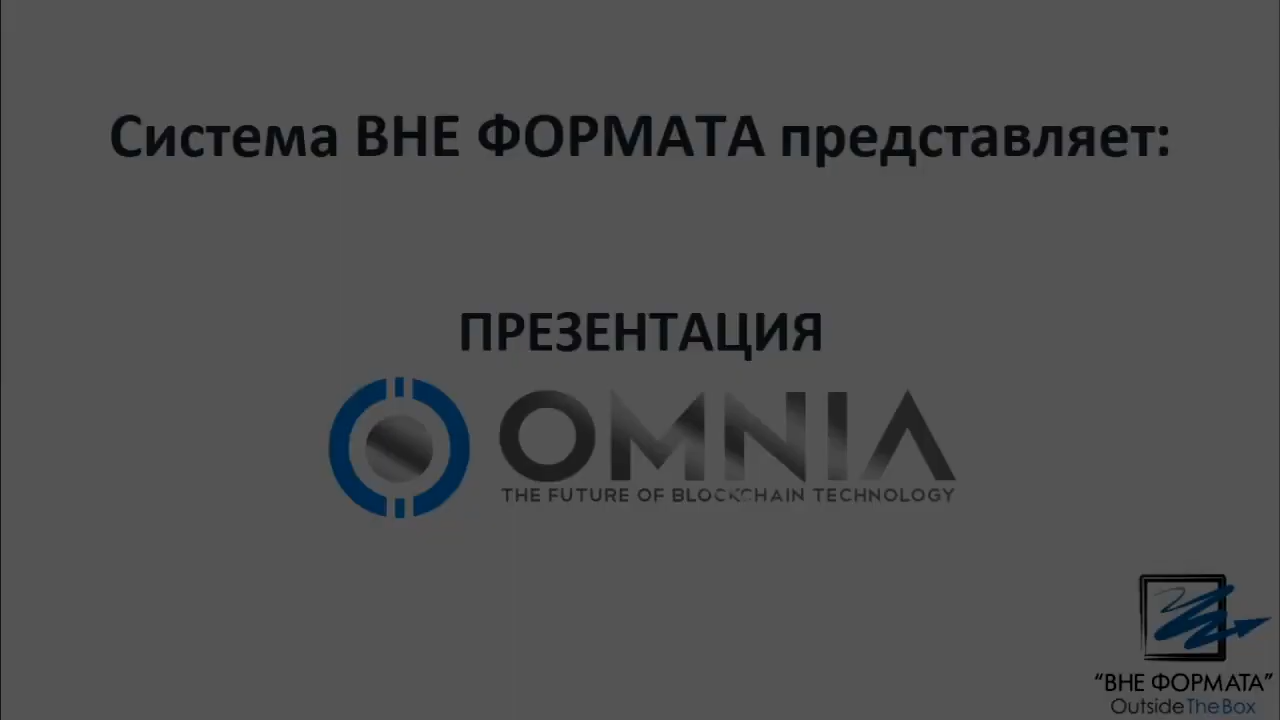 Система ВНЕ ФОРМАТА представляет:
ПРЕЗЕНТАЦИЯ
OMNIA
THE FUTURE OF BLOCKCHAIN TECHNOLOGY
“ВНЕ ФОРМАТА”
OutsideTheBox